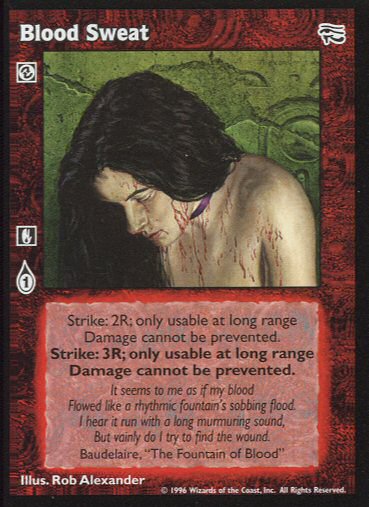 Blood Sweat
1
Strike: 2R; only usable at long range
Damage cannot be prevented.
Strike: 3R; only usable at long range
Damage cannot be prevented.
It seems to me as if my blood
Flowed like a rhythmic fountain's sobbing flood.
I hear it run with a long murmuring sound,
But vainly do I try to find the wound.
Baudelaire, "The Fountain of Blood"
Illus. Rob Alexander
© 1996 Wizards of the Coast, Inc. All Rights Reserved.